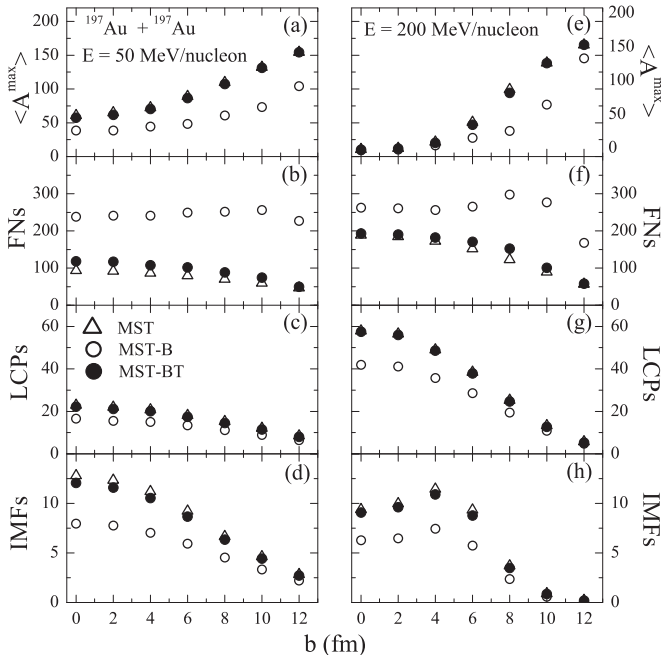 (a)
¹⁹⁷Au + ¹⁹⁷Au
E = 50 MeV/nucleon
<A^max>
200
150
100
50
0
(e)
E = 200 MeV/nucleon
<A^max>
200
150
100
50
0
(b)
FNs
400
300
200
100
0
(f)
FNs
400
300
200
100
0
(c)
LCPs
60
40
20
0
MST
MST-B
MST-BT
(g)
LCPs
60
40
20
0
(d)
IMFs
10
5
0
0 2 4 6 8 10 12
(h)
IMFs
10
5
0
0 2 4 6 8 10 12
b (fm)